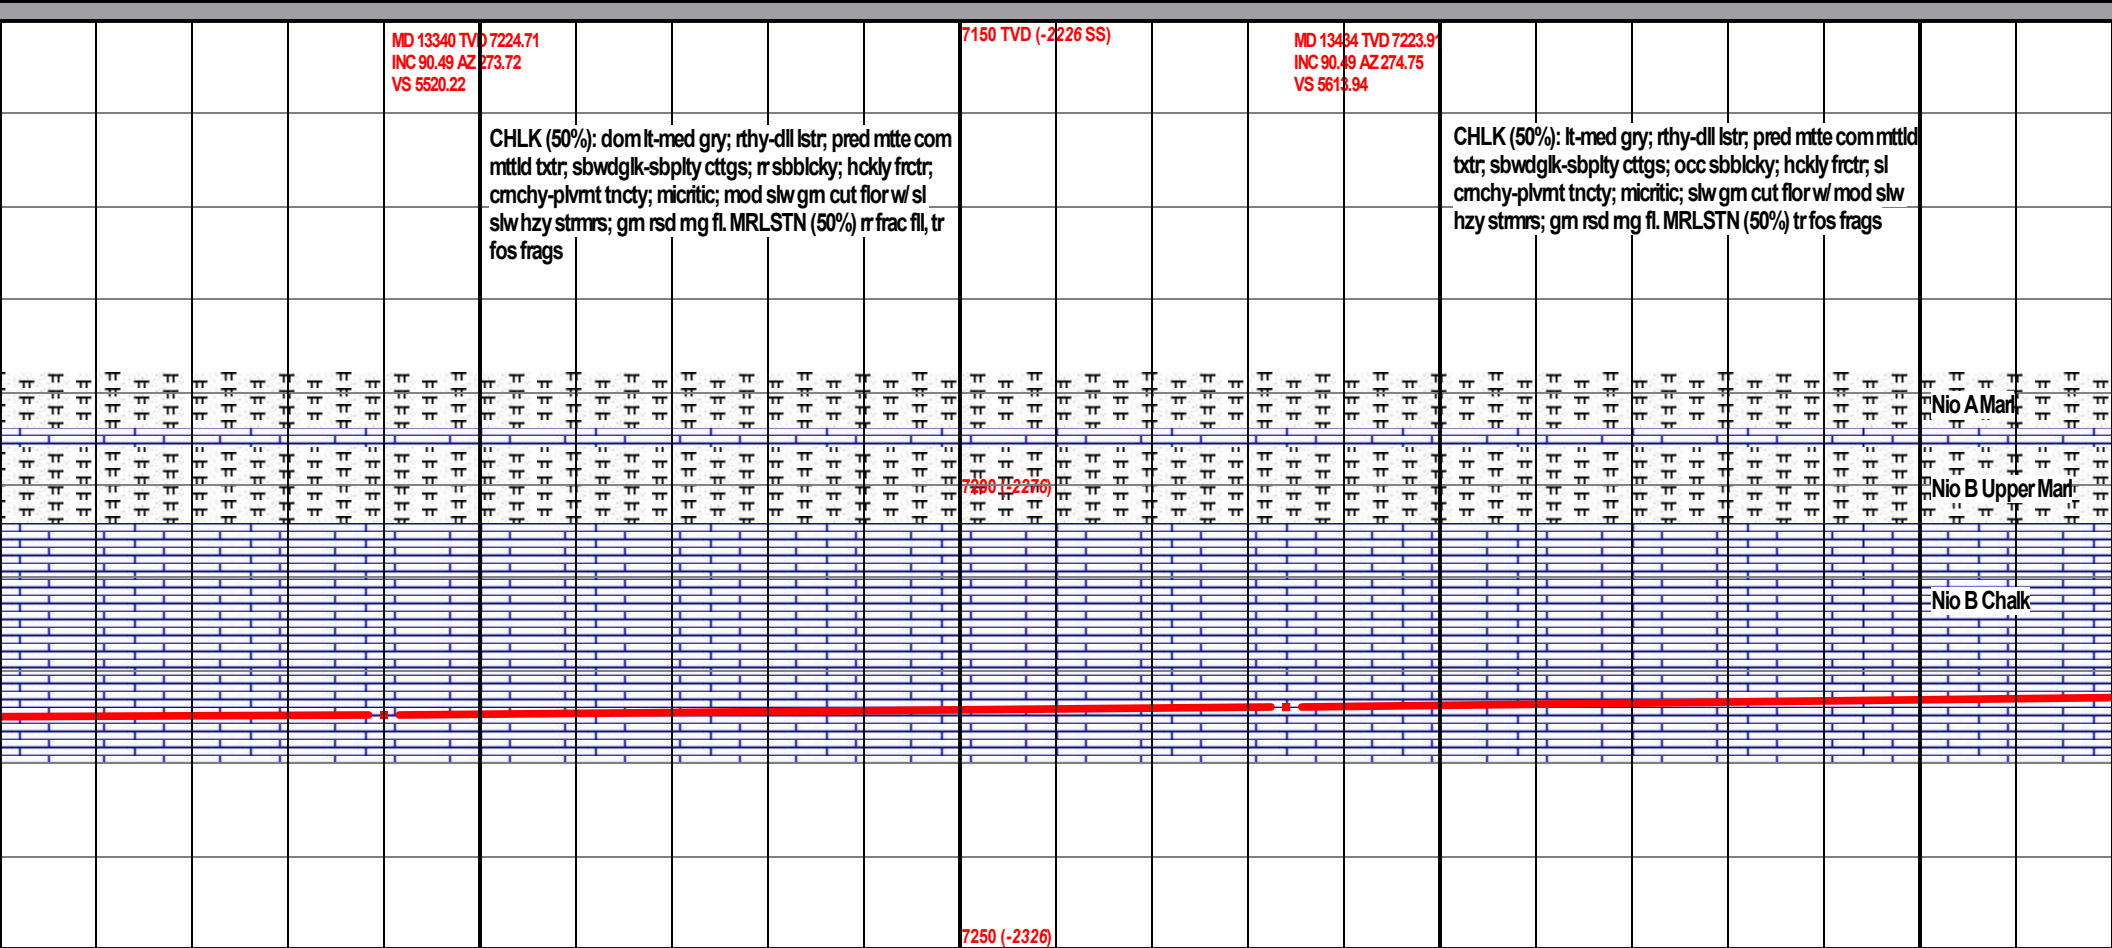 MD 13340 TVD 7224.71
INC 90.49 AZ 273.72
VS 5520.22
7150 TVD (-2226 SS)
MD 13434 TVD 7223.91
INC 90.49 AZ 274.75
VS 5613.94
CHLK (50%): dom lt-med gry; rthy-dll lstr; pred mtte com
mttld txtr; sbwdglk-sbplty cttgs; rr sbblcky; hckly frctr;
crnchy-plvrnt tncty; micritic; mod slw grn cut flor w/ sl
slw hzy strmrs; grn rsd rng fl. MRLSTN (50%) rr frac fll, tr
fos frags
CHLK (50%): lt-med gry; rthy-dll lstr; pred mtte com mttld
txtr; sbwdglk-sbplty cttgs; occ sbblcky; hckly frctr; sl
crnchy-plvrnt tncty; micritic; slw grn cut flor w/ mod slw
hzy strmrs; grn rsd rng fl. MRLSTN (50%) tr fos frags
Nio A Marl
7200 (-2276)
Nio B Upper Marl
Nio B Chalk
7250 (-2326)